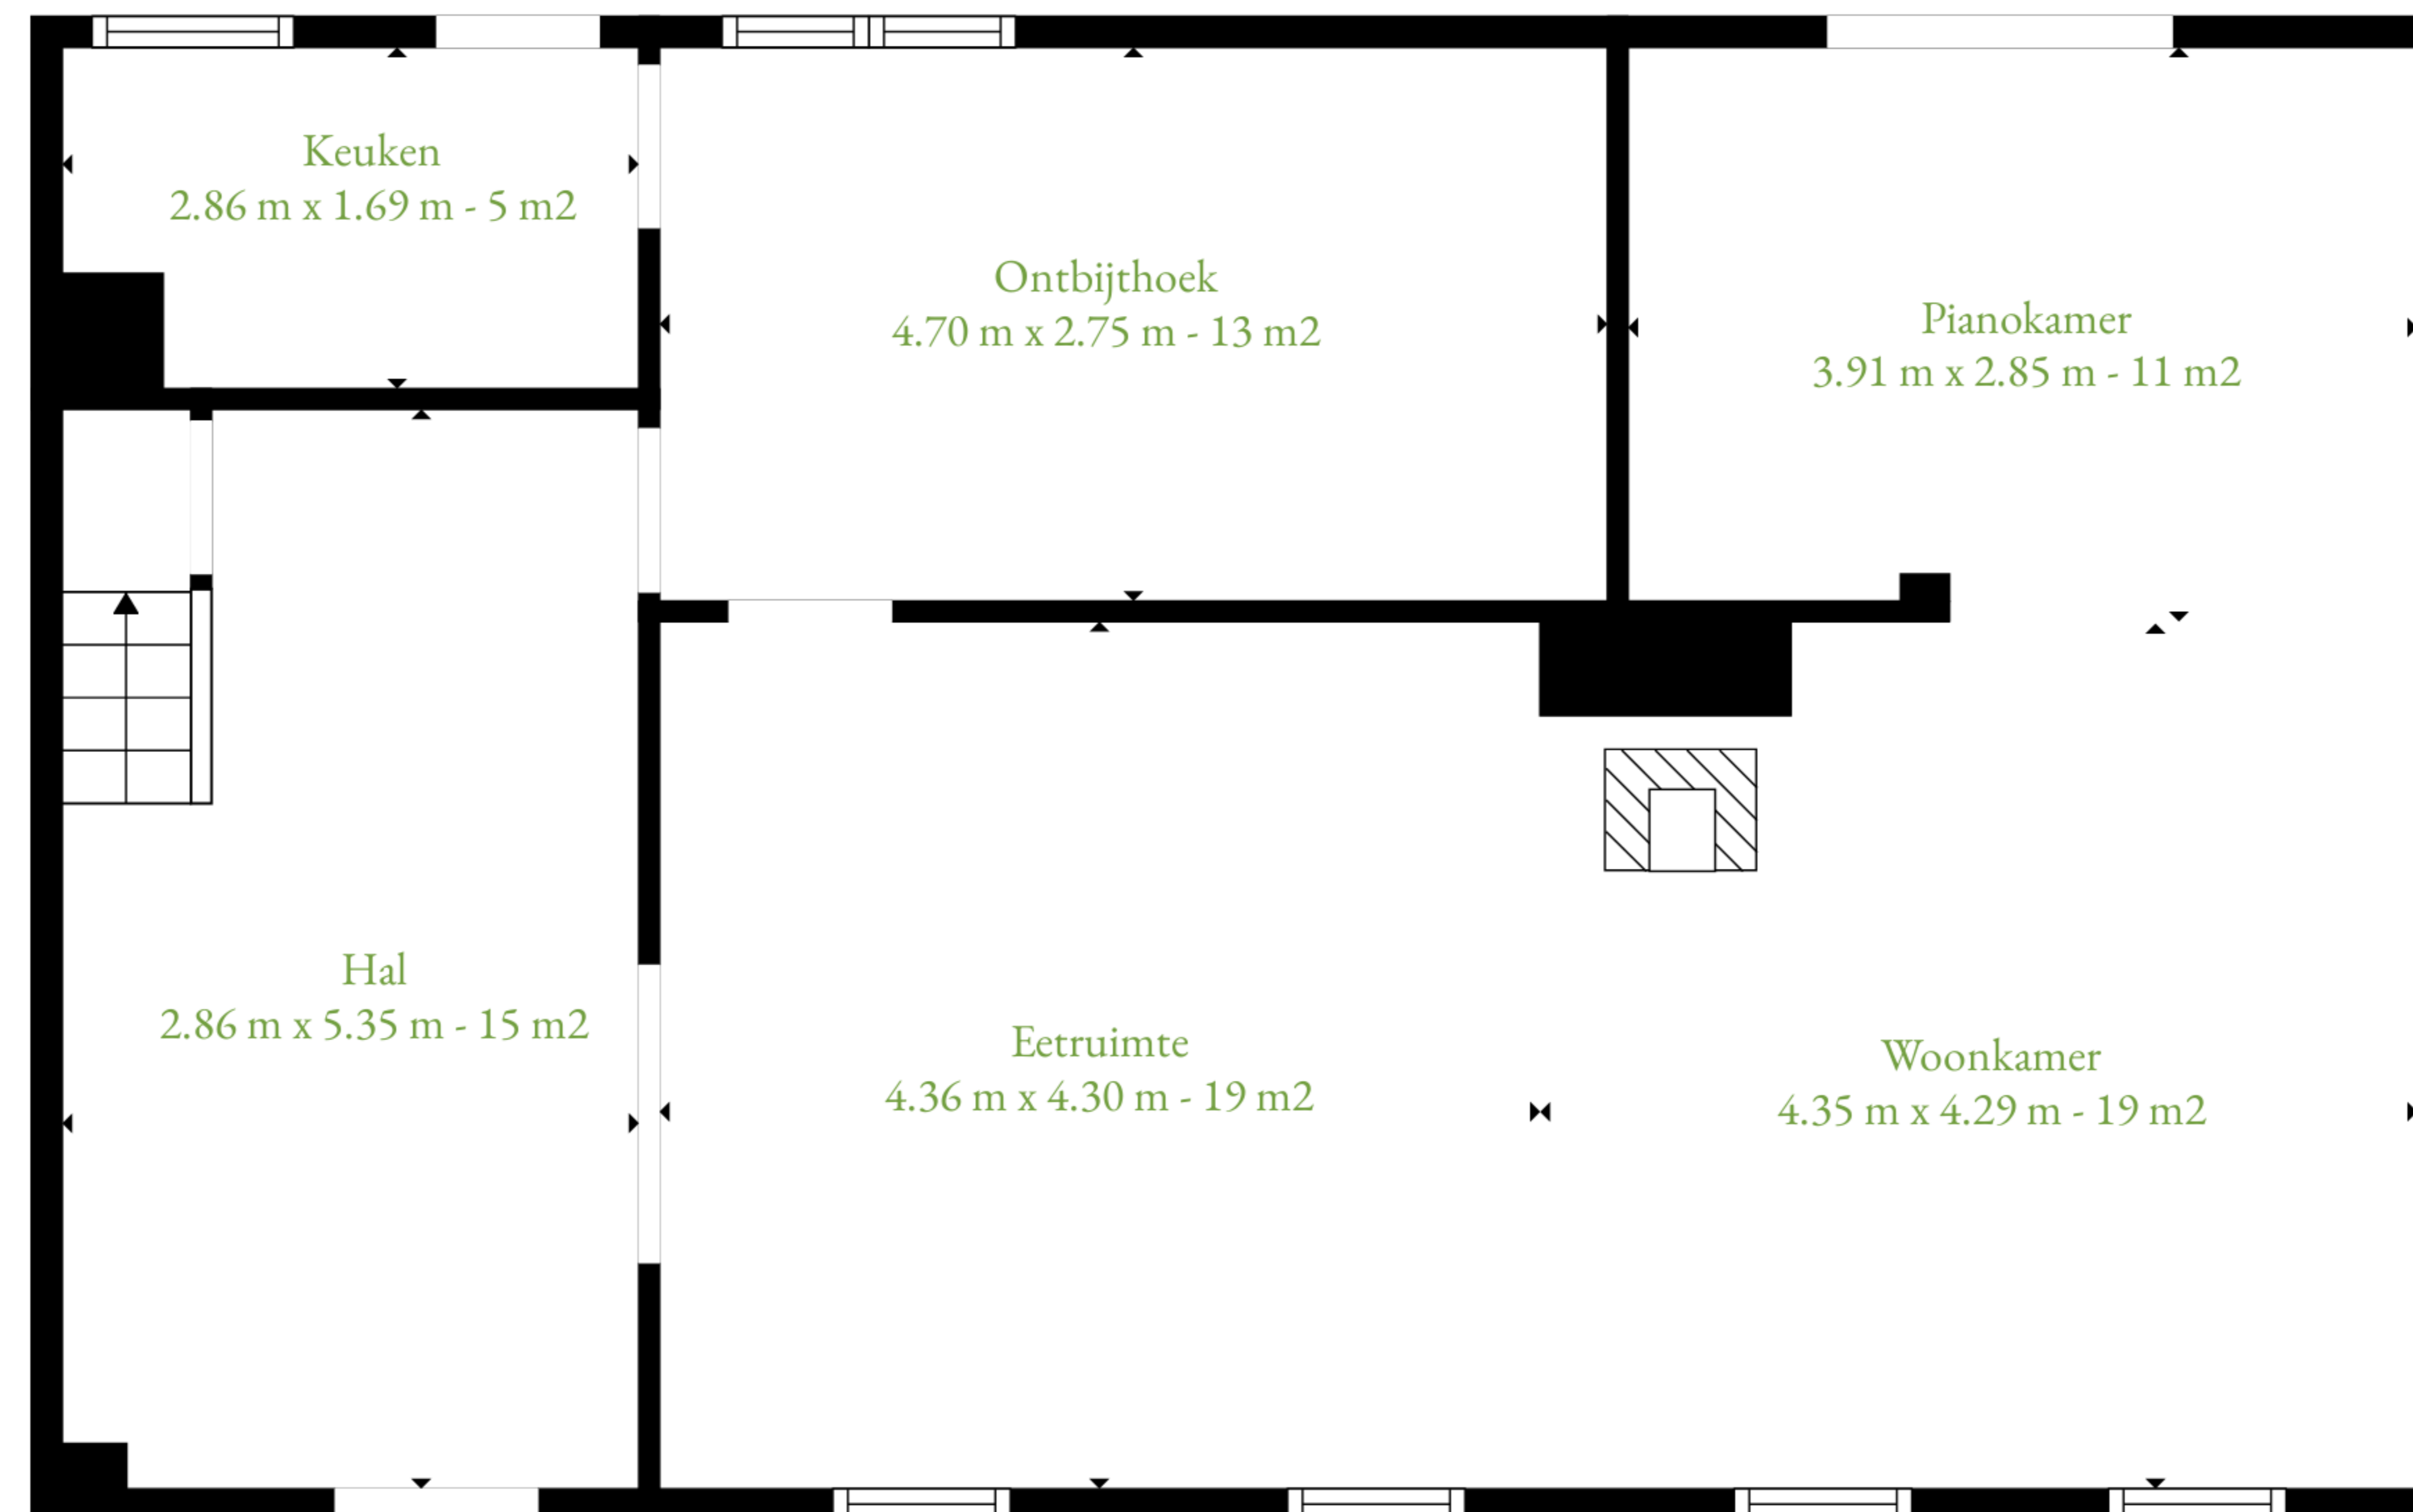 Keuken
2.86 m x 1.69 m - 5 m2
Ontbijthoek
4.70 m x 2.75 m - 13 m2
Pianokamer
3.91 m x 2.85 m - 11 m2
Hal
2.86 m x 5.35 m - 15 m2
Eetruimte
4.36 m x 4.30 m - 19 m2
Woonkamer
4.35 m x 4.29 m - 19 m2